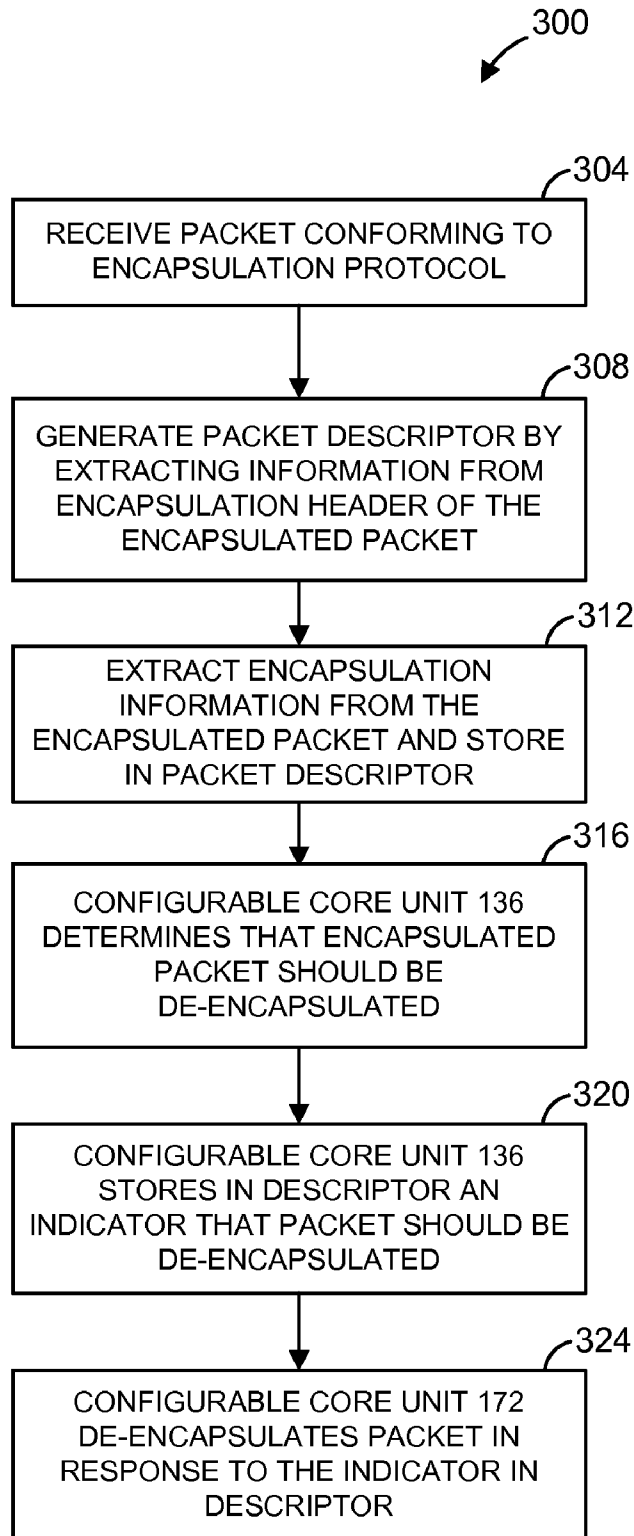 300
304
RECEIVE PACKET CONFORMING TO
ENCAPSULATION PROTOCOL
308
GENERATE PACKET DESCRIPTOR BY
EXTRACTING INFORMATION FROM
ENCAPSULATION HEADER OF THE
ENCAPSULATED PACKET
312
EXTRACT ENCAPSULATION
INFORMATION FROM THE
ENCAPSULATED PACKET AND STORE
IN PACKET DESCRIPTOR
316
CONFIGURABLE CORE UNIT 136
DETERMINES THAT ENCAPSULATED
PACKET SHOULD BE
DE-ENCAPSULATED
320
CONFIGURABLE CORE UNIT 136
STORES IN DESCRIPTOR AN
INDICATOR THAT PACKET SHOULD BE
DE-ENCAPSULATED
324
CONFIGURABLE CORE UNIT 172
DE-ENCAPSULATES PACKET IN
RESPONSE TO THE INDICATOR IN
DESCRIPTOR